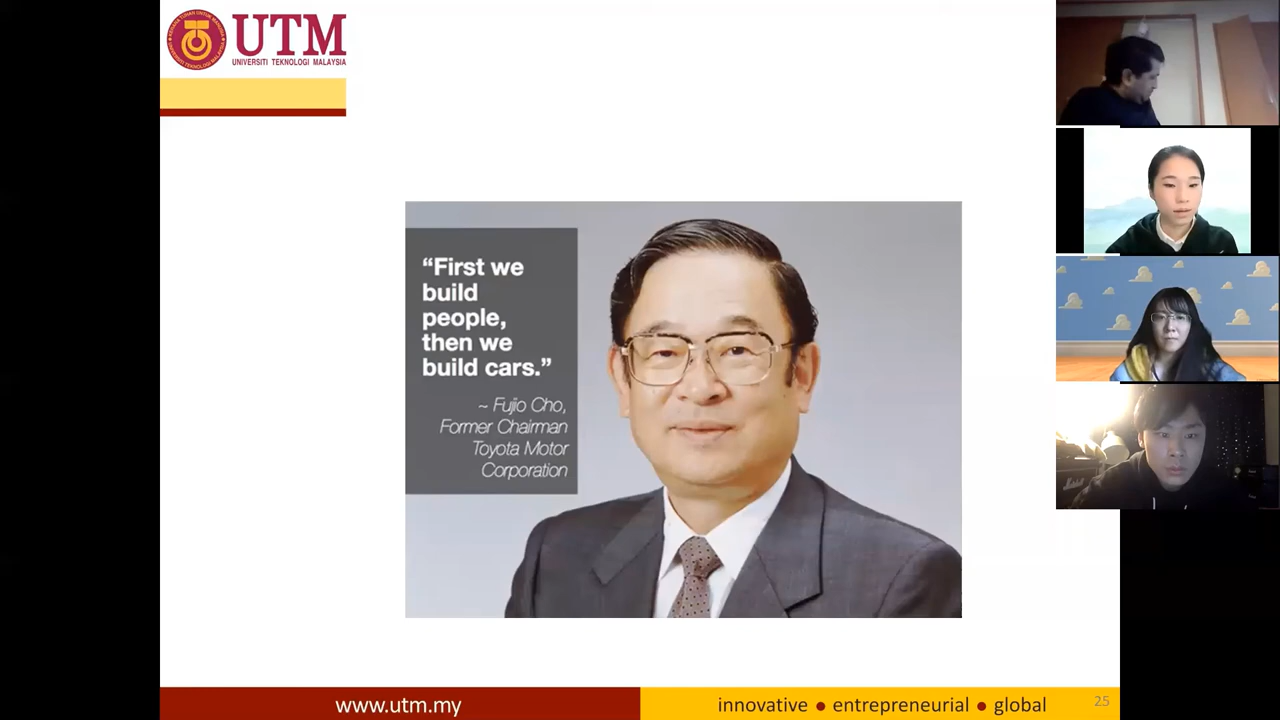 UTM
UNIVERSITI TEKNOLOGI MALAYSIA
“First we
build
people,
then we
build cars.”
~ Fujio Cho,
Former Chairman
Toyota Motor
Corporation
www.utm.my
innovative ● entrepreneurial ● global
25